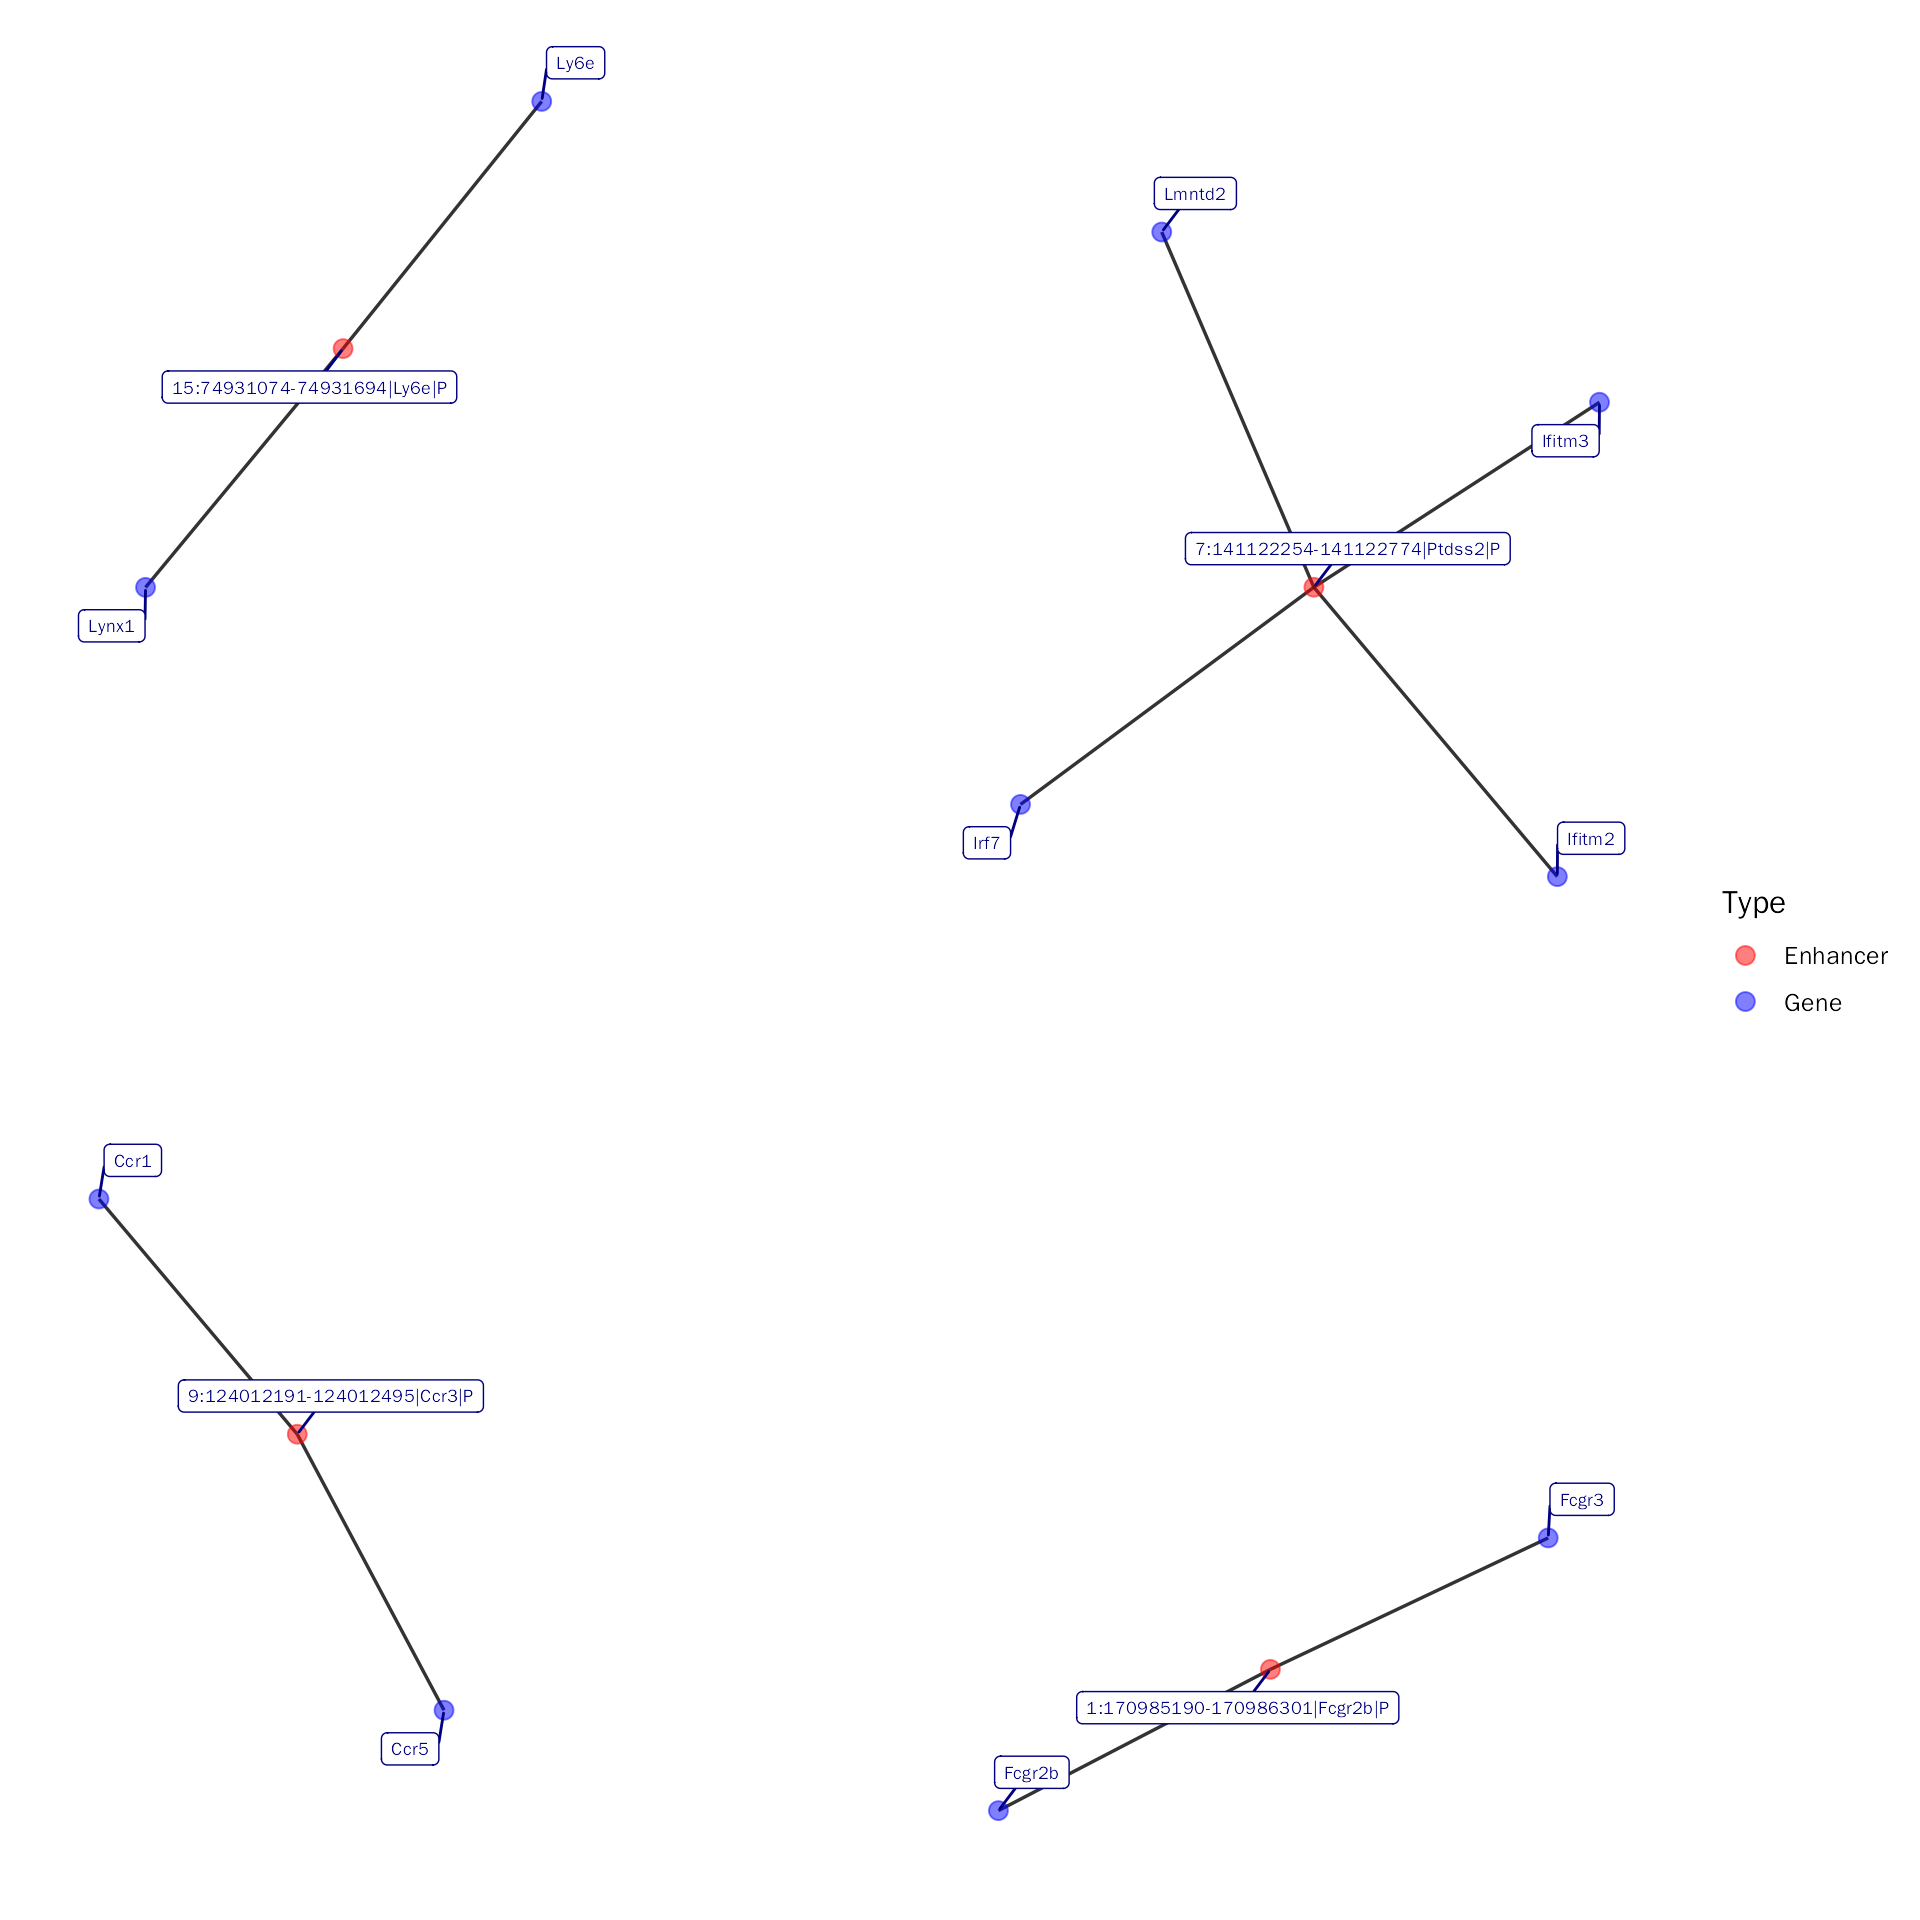 Ly6e
15:74931074-74931694|Ly6e|P
Lynx1
Lmntd2
Ifitm3
7:141122254-141122774|Ptdss2|P
Irf7
Ifitm2
Type
Enhancer
Gene
Ccr1
9:124012191-124012495|Ccr3|P
Ccr5
Fcgr3
1:170985190-170986301|Fcgr2b|P
Fcgr2b